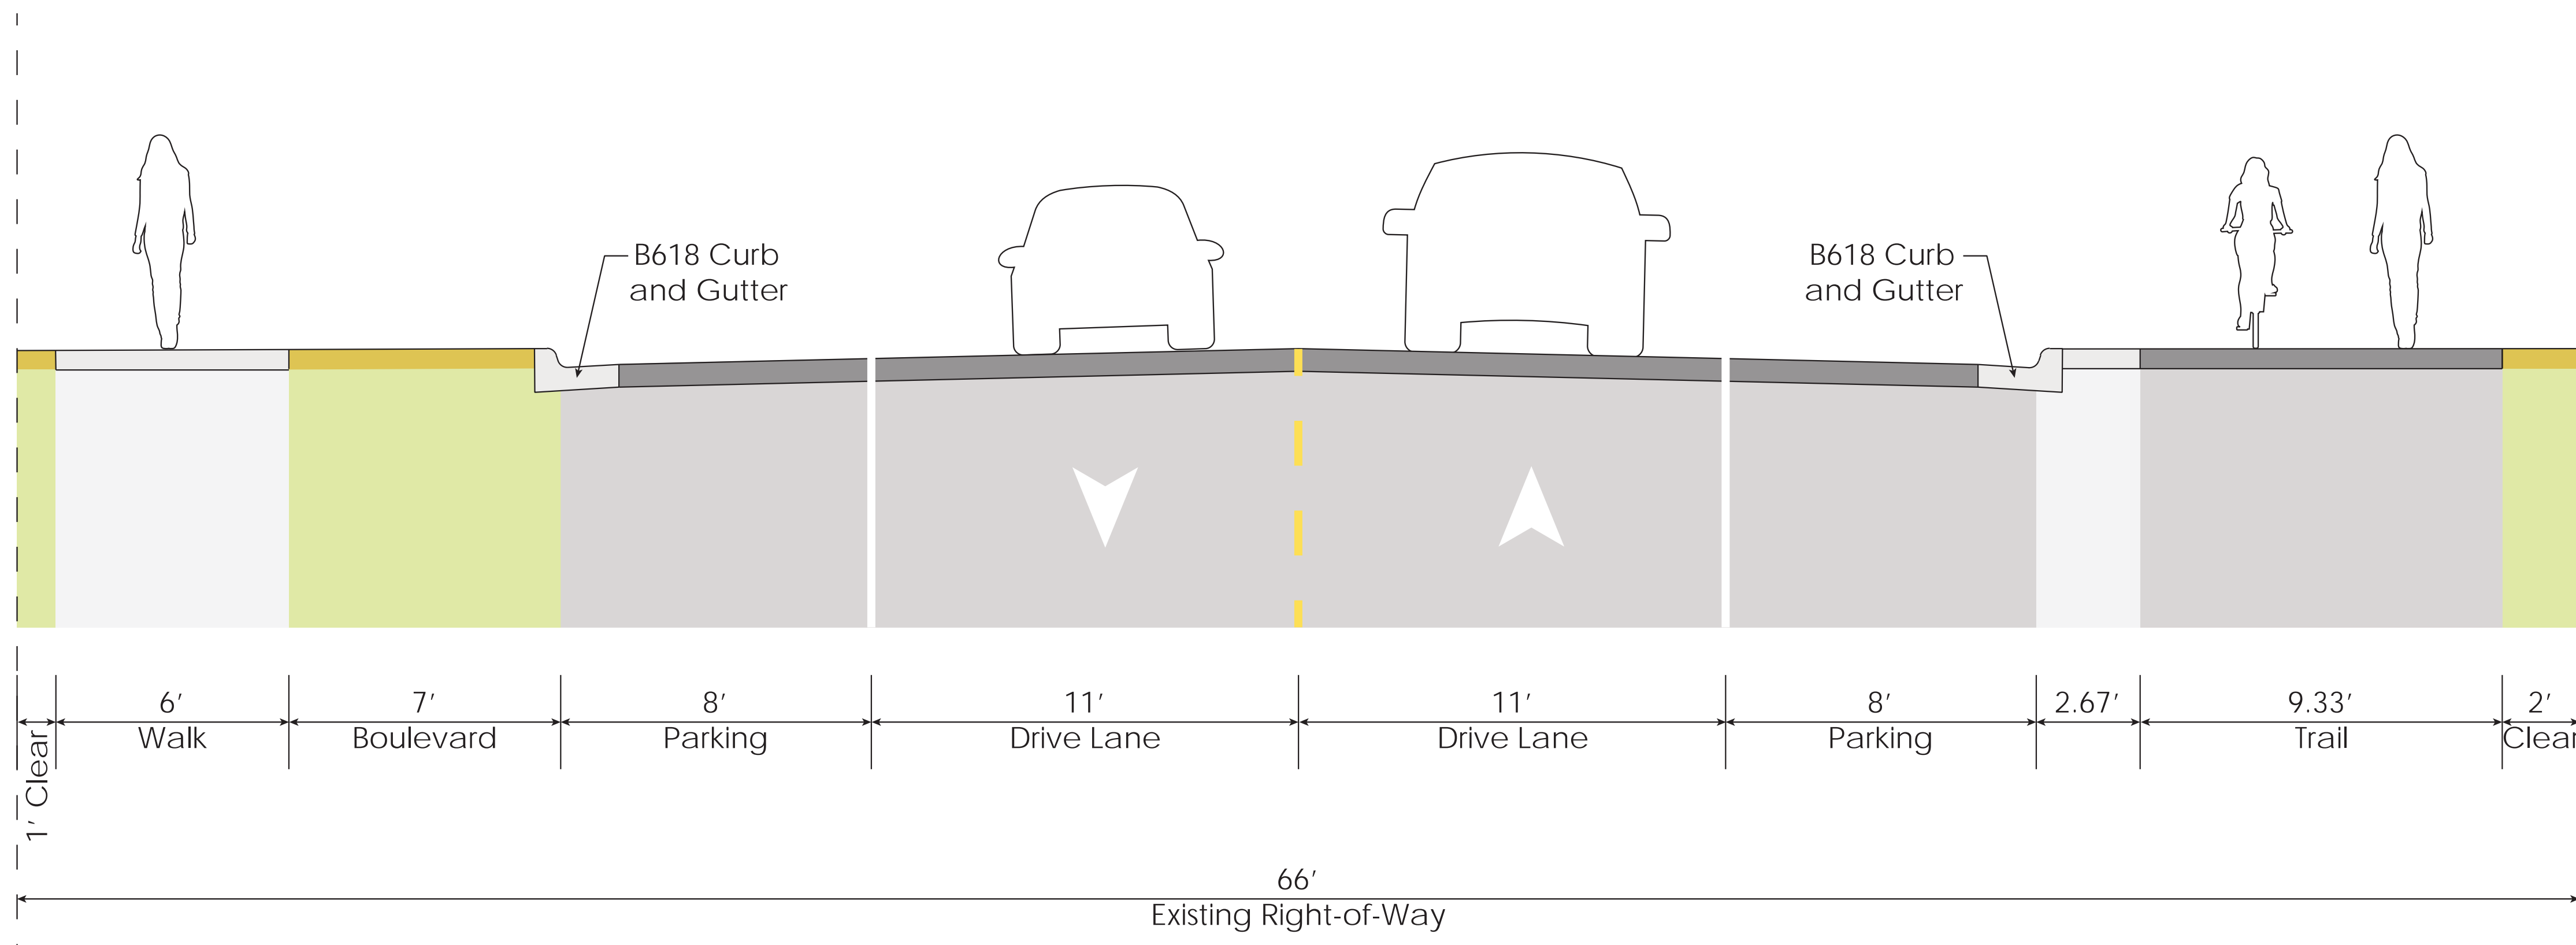 B618 Curb
and Gutter
B618 Curb
and Gutter
6'
Walk
7'
Boulevard
8'
Parking
11'
Drive Lane
11'
Drive Lane
8'
Parking
2.67'
9.33'
Trail
2'
Clear
1' Clear
66'
Existing Right-of-Way